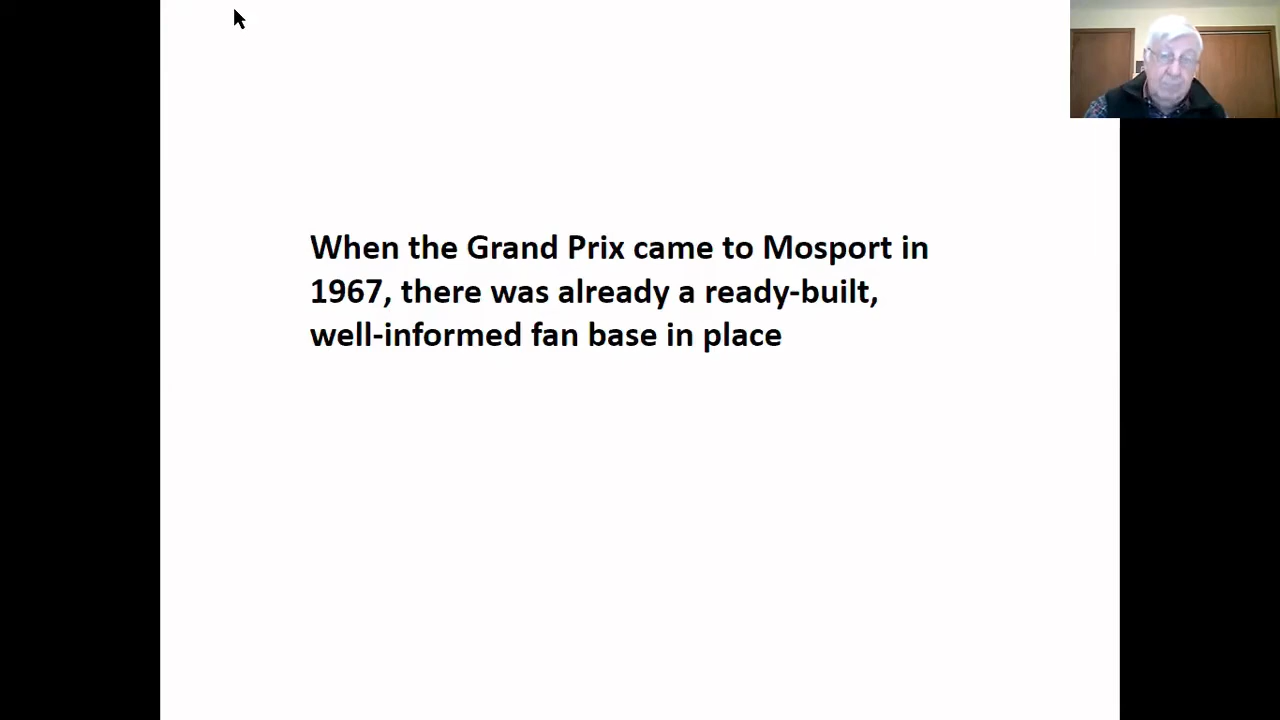 When the Grand Prix came to Mosport in
1967, there was already a ready-built,
well-informed fan base in place